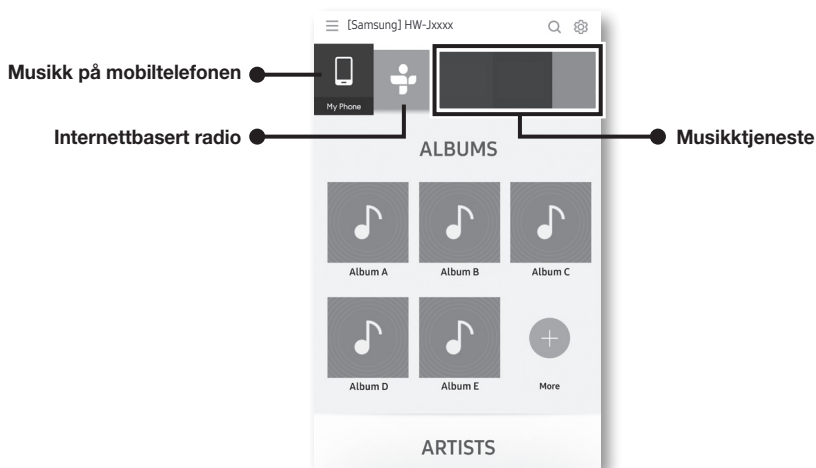 [Samsung] HW-Jxxxx
Musikk på mobiltelefonen
My Phone
Internettbasert radio
Musikktjeneste
ALBUMS
Album A Album B Album C
Album D Album E More
ARTISTS